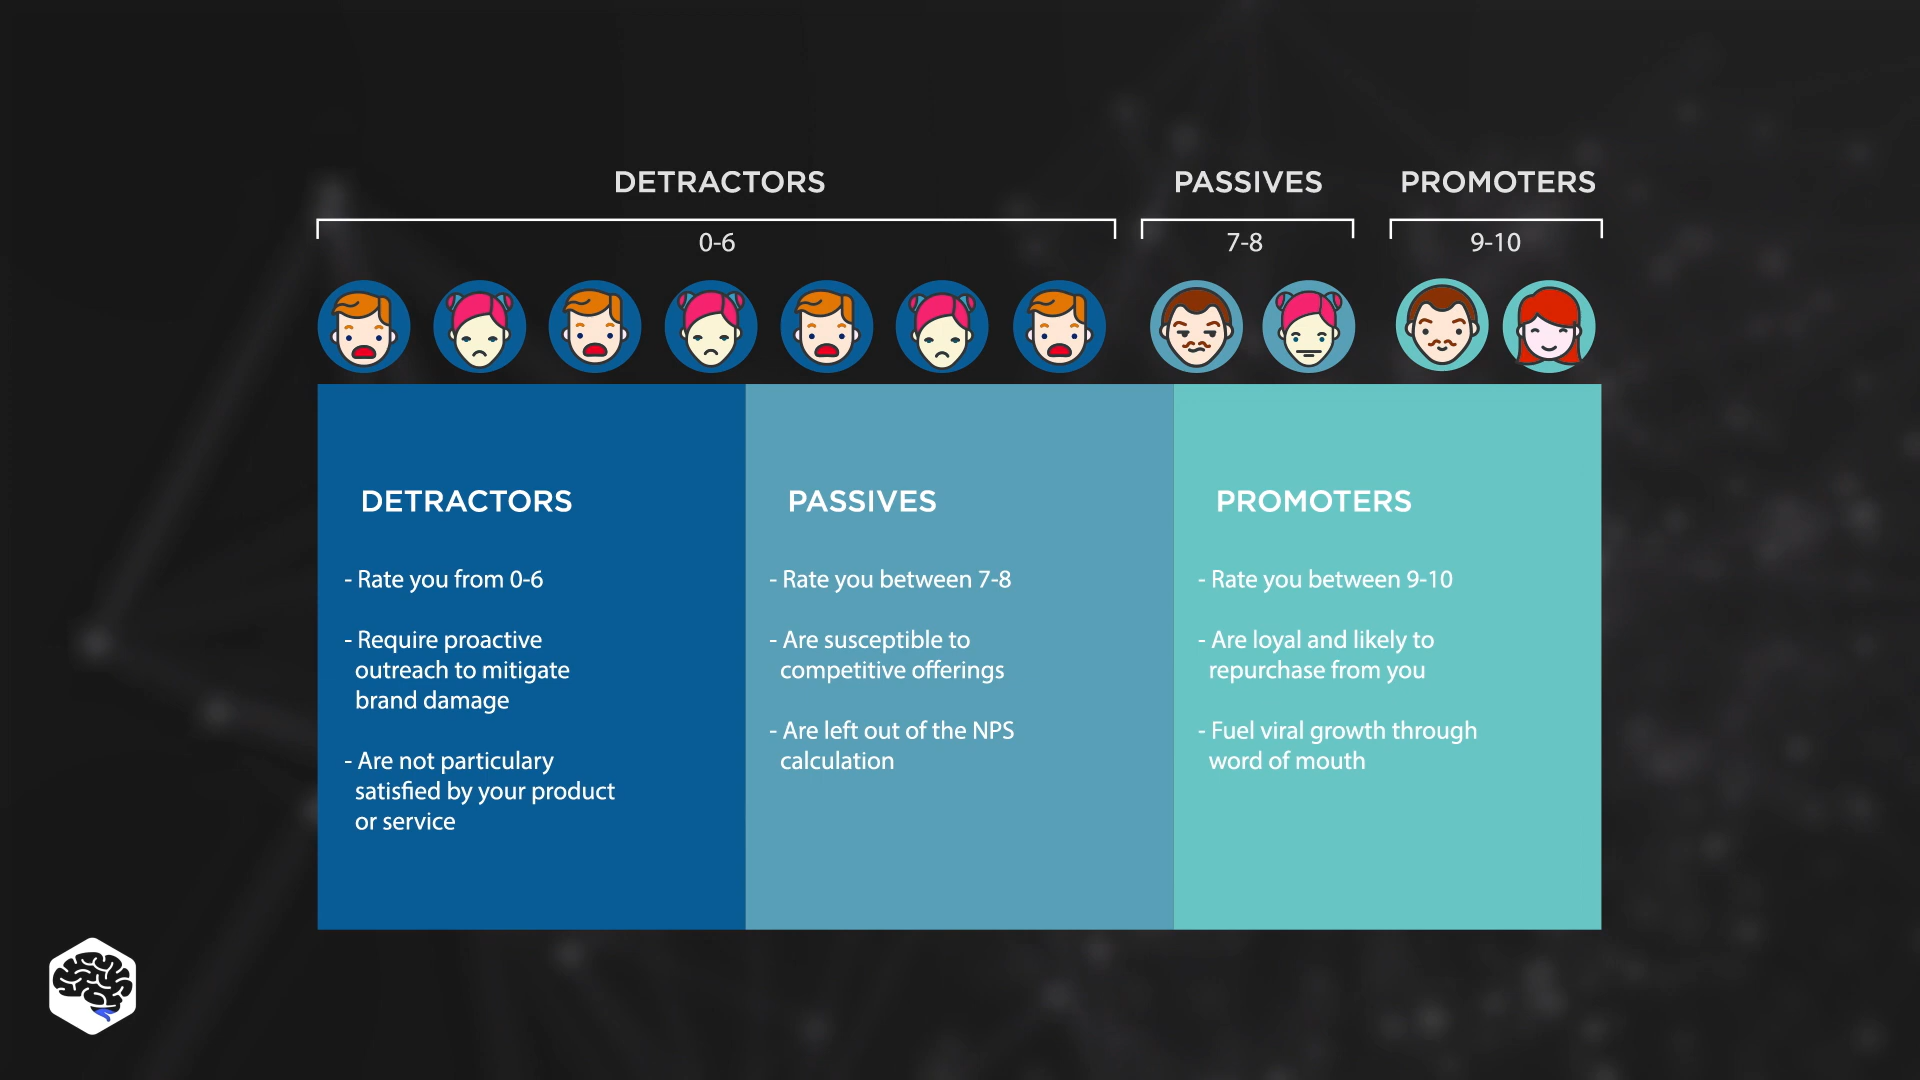 DETRACTORS
PASSIVES
PROMOTERS
0-6
7-8
9-10
DETRACTORS
- Rate you from 0-6
- Require proactive
outreach to mitigate
brand damage
- Are not particulary
satisfied by your product
or service
PASSIVES
- Rate you between 7-8
- Are susceptible to
competitive offerings
- Are left out of the NPS
calculation
PROMOTERS
- Rate you between 9-10
- Are loyal and likely to
repurchase from you
- Fuel viral growth through
word of mouth